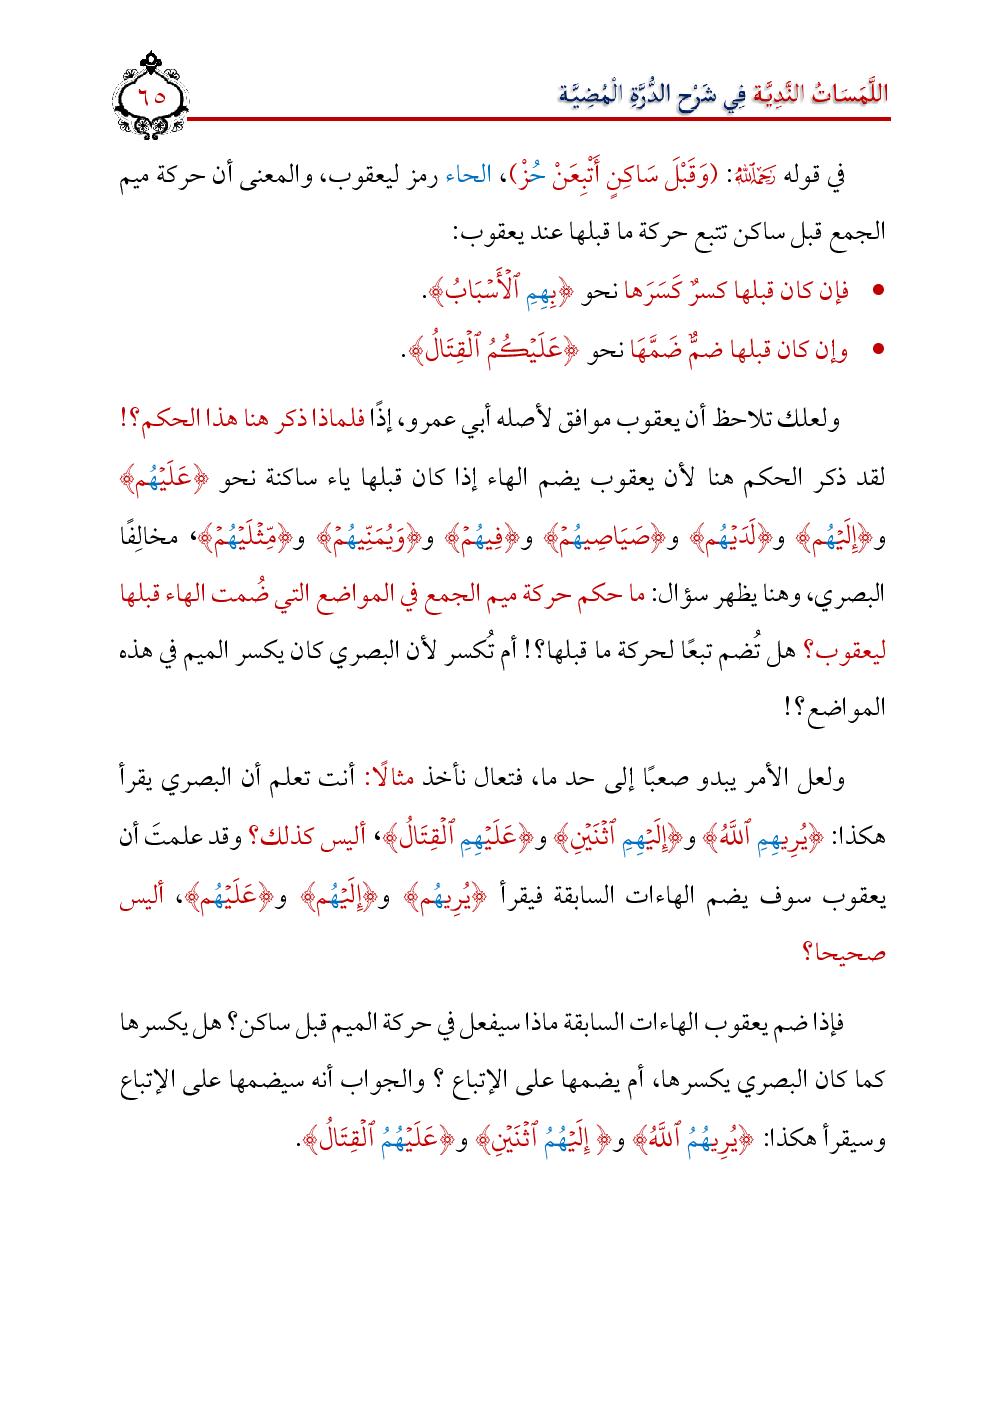 اللَّمَسَاتُ النَّدِيَّة فِي شَرْح الدُّرَّةِ الْمُضِيَّة
٦٥
في قوله رَحِمَهُ ٱللَّهُ: (وَقَبْلَ سَاكِنٍ أَتْبِعَنْ حُزْ)، الحاء رمز ليعقوب، والمعنى أن حركة ميم
الجمع قبل ساكن تتبع حركة ما قبلها عند يعقوب:
• فإن كان قبلها كسرٌ كَسَرَها نحو ﴿بِهِمِ ٱلْأَسْبَابُ﴾.
• وإن كان قبلها ضمٌّ ضَمَّهَا نحو ﴿عَلَيْكُمُ ٱلْقِتَالُ﴾.
ولعلك تلاحظ أن يعقوب موافق لأصله أبي عمرو، إذًا فلماذا ذكر هنا هذا الحكم؟!
لقد ذكر الحكم هنا لأن يعقوب يضم الهاء إذا كان قبلها ياء ساكنة نحو ﴿عَلَيْهُم﴾
و﴿إِلَيْهُم﴾ و﴿لَدَيْهُم﴾ و﴿صَيَاصِيهُمْ﴾ و﴿فِيهُمْ﴾ و﴿وَيُمَنِّيهُمْ﴾ و﴿مِّثْلَيْهُمْ﴾، مخالِفًا
البصري، وهنا يظهر سؤال: ما حكم حركة ميم الجمع في المواضع التي ضُمت الهاء قبلها
ليعقوب؟ هل تُضم تبعًا لحركة ما قبلها؟! أم تُكسر لأن البصري كان يكسر الميم في هذه
المواضع؟!
ولعل الأمر يبدو صعبًا إلى حد ما، فتعال نأخذ مثالًا: أنت تعلم أن البصري يقرأ
هكذا: ﴿يُرِيهِمِ ٱللَّهُ﴾ و﴿إِلَيْهِمِ ٱثْنَيْنِ﴾ و﴿عَلَيْهِمِ ٱلْقِتَالُ﴾، أليس كذلك؟ وقد علمتَ أن
يعقوب سوف يضم الهاءات السابقة فيقرأ ﴿يُرِيهُم﴾ و﴿إِلَيْهُم﴾ و﴿عَلَيْهُم﴾، أليس
صحيحا؟
فإذا ضم يعقوب الهاءات السابقة ماذا سيفعل في حركة الميم قبل ساكن؟ هل يكسرها
كما كان البصري يكسرها، أم يضمها على الإتباع ؟ والجواب أنه سيضمها على الإتباع
وسيقرأ هكذا: ﴿يُرِيهُمُ ٱللَّهُ﴾ و﴿ إِلَيْهُمُ ٱثْنَيْنِ﴾ و﴿عَلَيْهُمُ ٱلْقِتَالُ﴾.